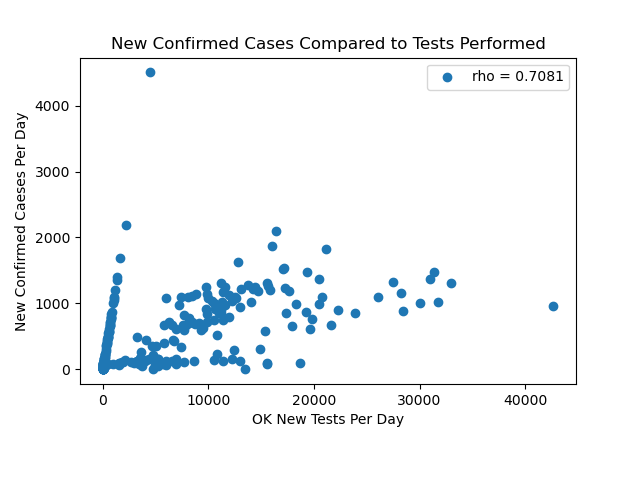 New Confirmed Cases Compared to Tests Performed
rho = 0.7081
New Confirmed Caeses Per Day
4000
3000
2000
1000
0
0 10000 20000 30000 40000
OK New Tests Per Day